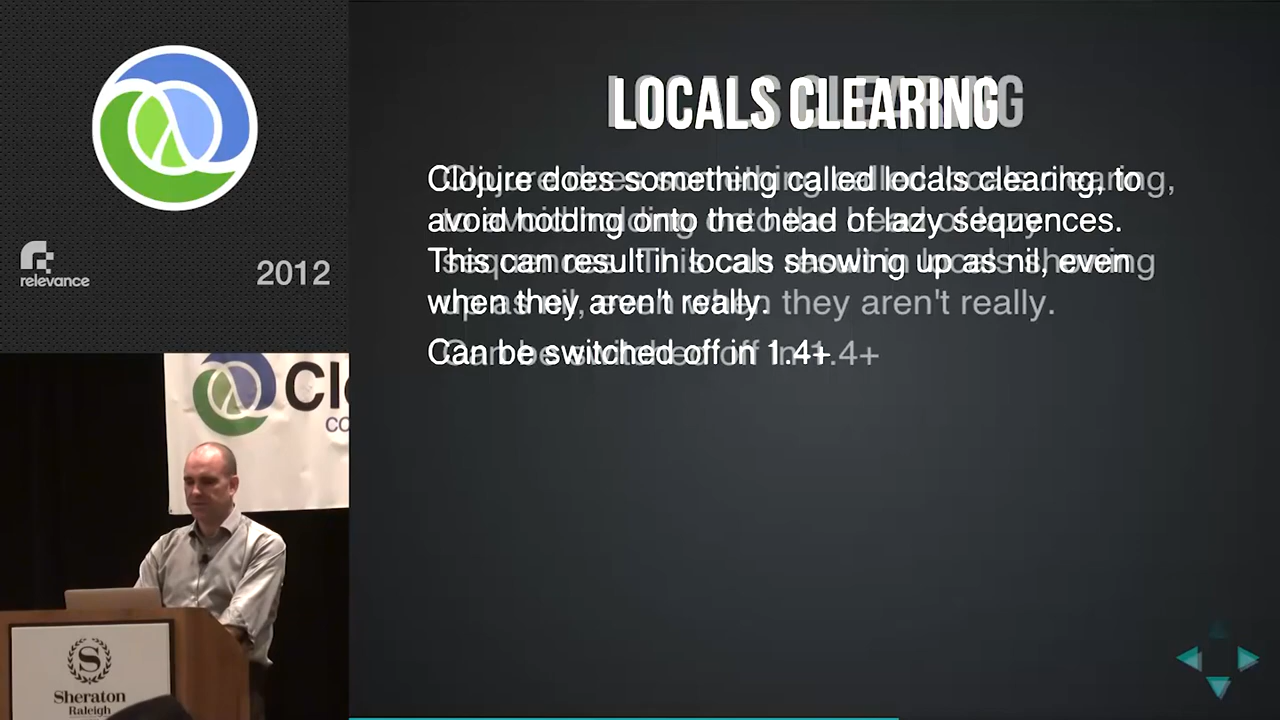 relevance
2012
LOCALS CLEARING
Clojure does something called locals clearing, to
avoid holding onto the head of lazy sequences.
This can result in locals showing up as nil, even
when they aren't really.
Can be switched off in 1.4+
Clo
CO
S
Sheraton
Raleigh